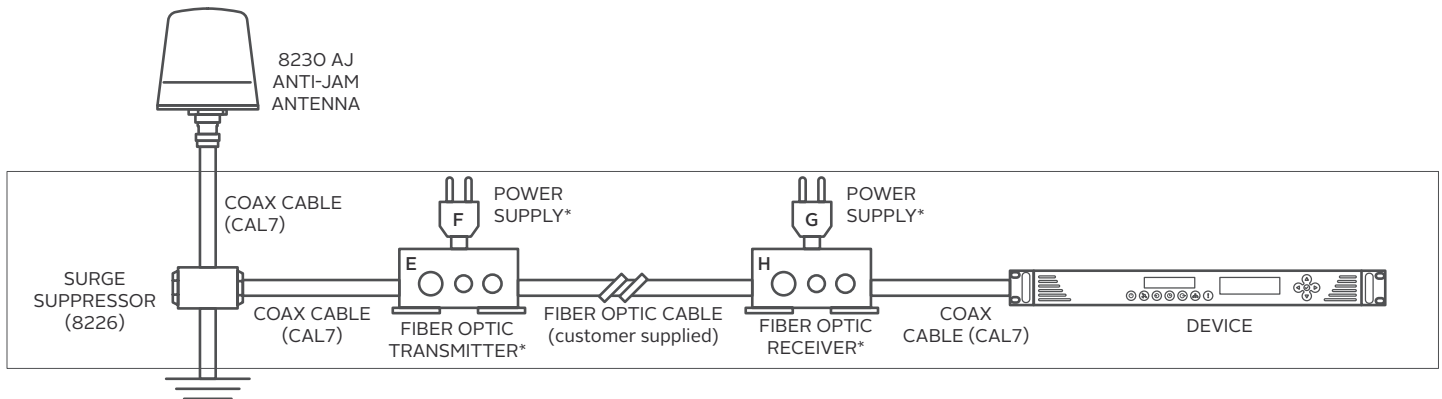 8230 AJ
ANTI-JAM
ANTENNA
COAX CABLE
(CAL7)
F
POWER
SUPPLY*
G
POWER
SUPPLY*
SURGE
SUPPRESSOR
(8226)
COAX CABLE
(CAL7)
E
FIBER OPTIC
TRANSMITTER*
FIBER OPTIC CABLE
(customer supplied)
H
FIBER OPTIC
RECEIVER*
COAX
CABLE (CAL7)
DEVICE